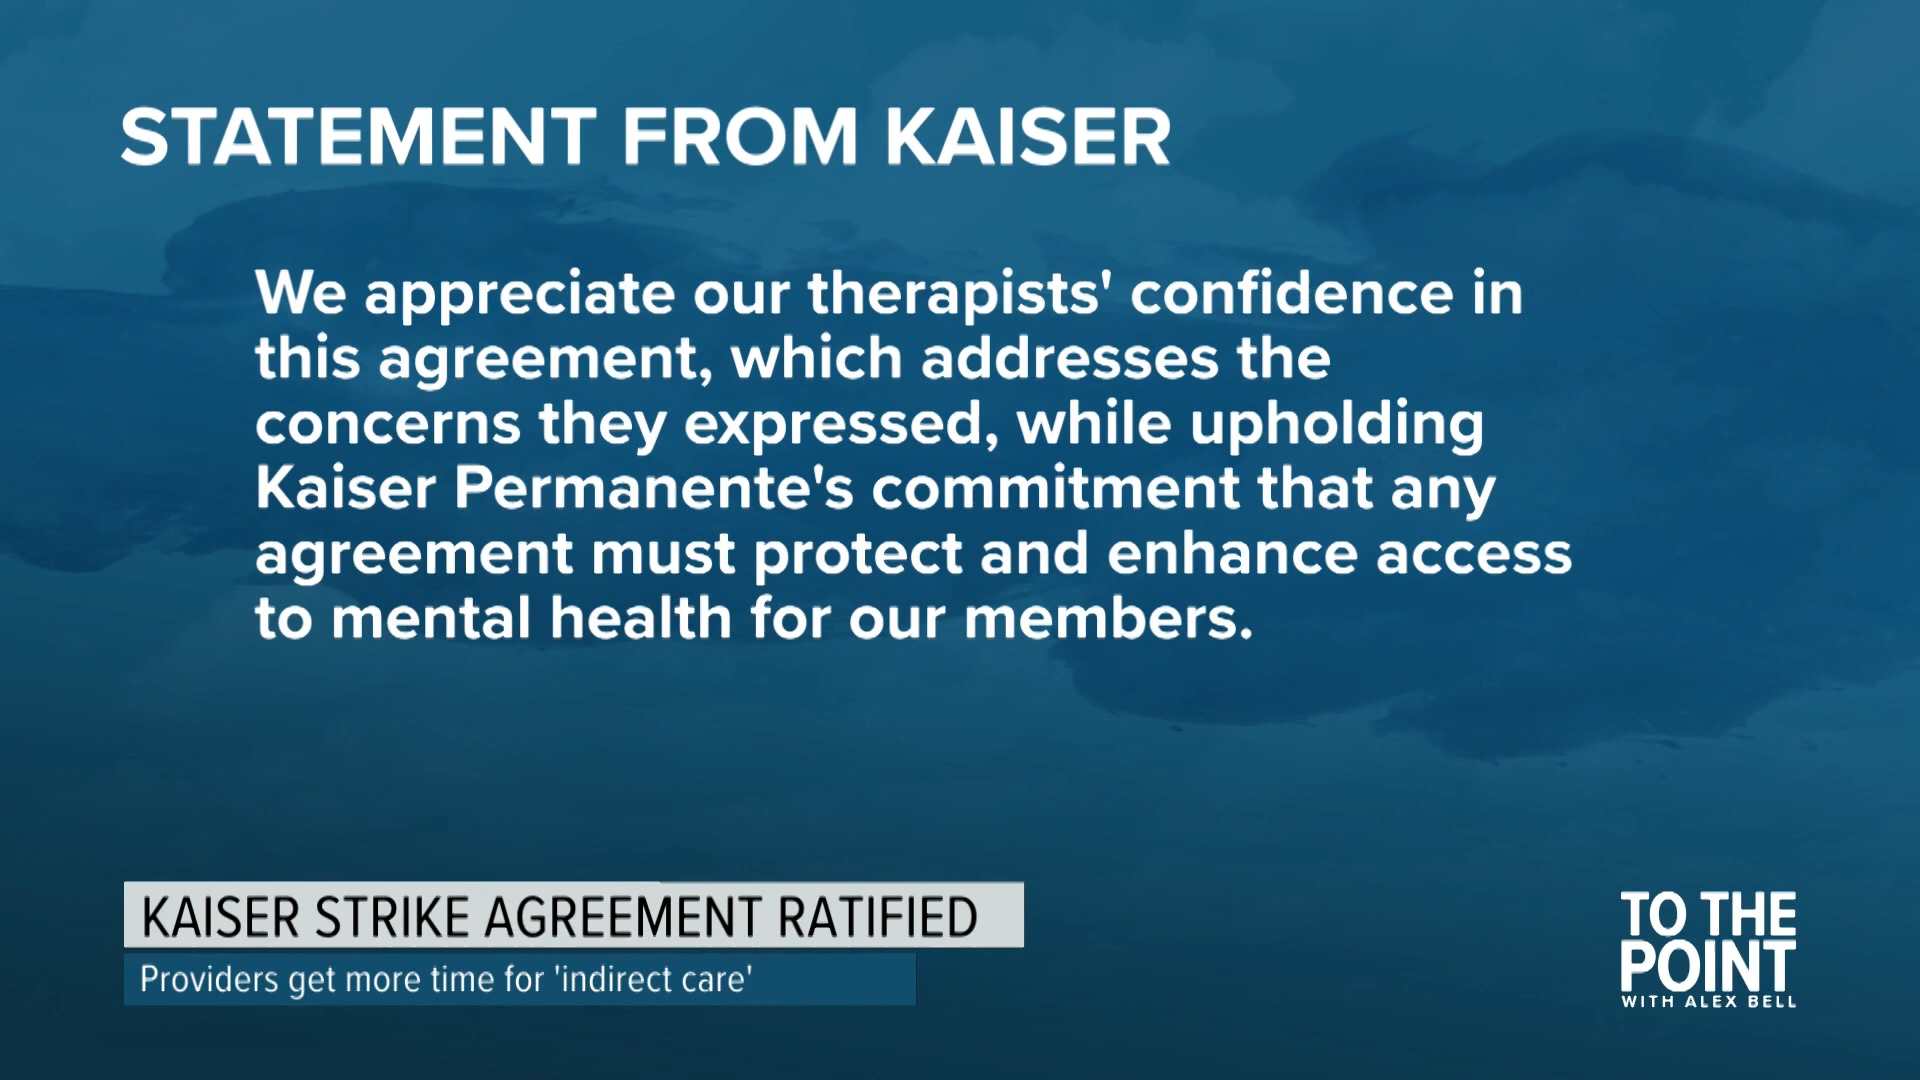 STATEMENT FROM KAISER
We appreciate our therapists' confidence in
this agreement, which addresses the
concerns they expressed, while upholding
Kaiser Permanente's commitment that any
agreement must protect and enhance access
to mental health for our members.
KAISER STRIKE AGREEMENT RATIFIED
Providers get more time for 'indirect care'
TO THE
POINT
WITH ALEX BELL